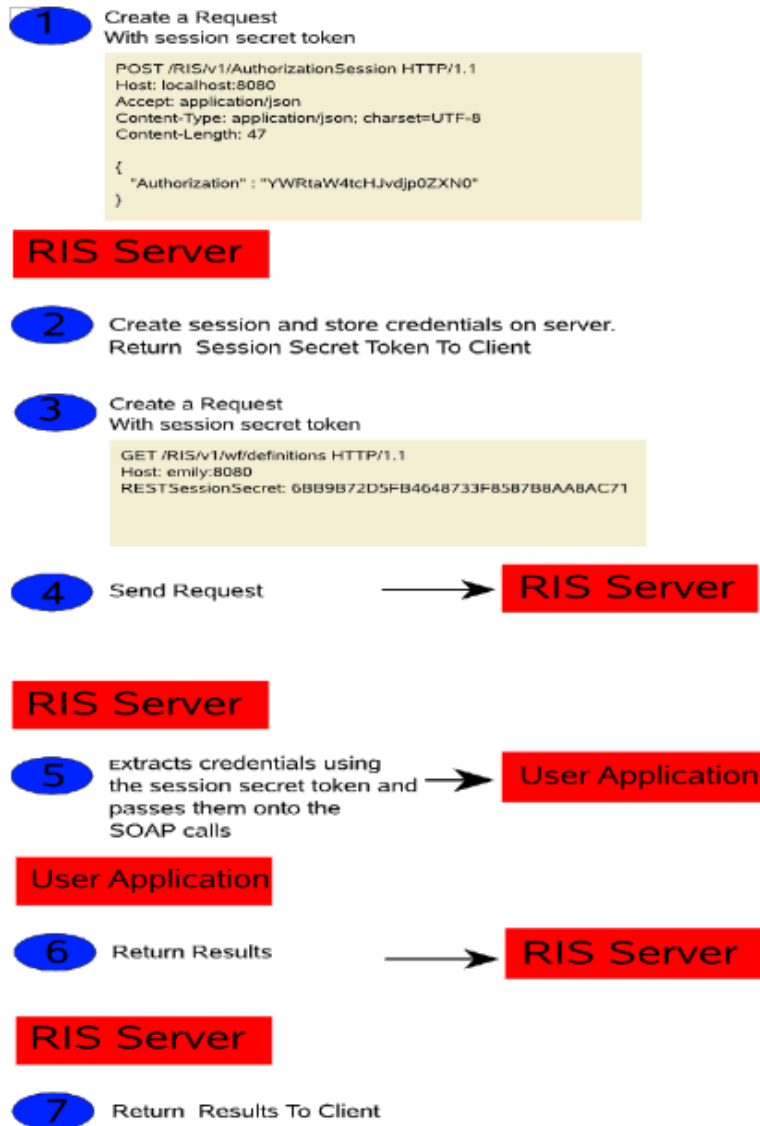 1
Create a Request
With session secret token
POST /RIS/v1/AuthorizationSession HTTP/1.1
Host: localhost:8080
Accept: application/json
Content-Type: application/json; charset=UTF-8
Content-Length: 47
{
"Authorization" : "YWRtaW4tcHJvdjp0ZXN0"
}
RIS Server
2
Create session and store credentials on server.
Return Session Secret Token To Client
3
Create a Request
With session secret token
GET /RIS/v1/wf/definitions HTTP/1.1
Host: emily:8080
RESTSessionSecret: 6BB9B72D5FB4648733F8587B8AA8AC71
4
Send Request
RIS Server
RIS Server
5
Extracts credentials using
the session secret token and
passes them onto the
SOAP calls
User Application
User Application
6
Return Results
RIS Server
RIS Server
7
Return Results To Client